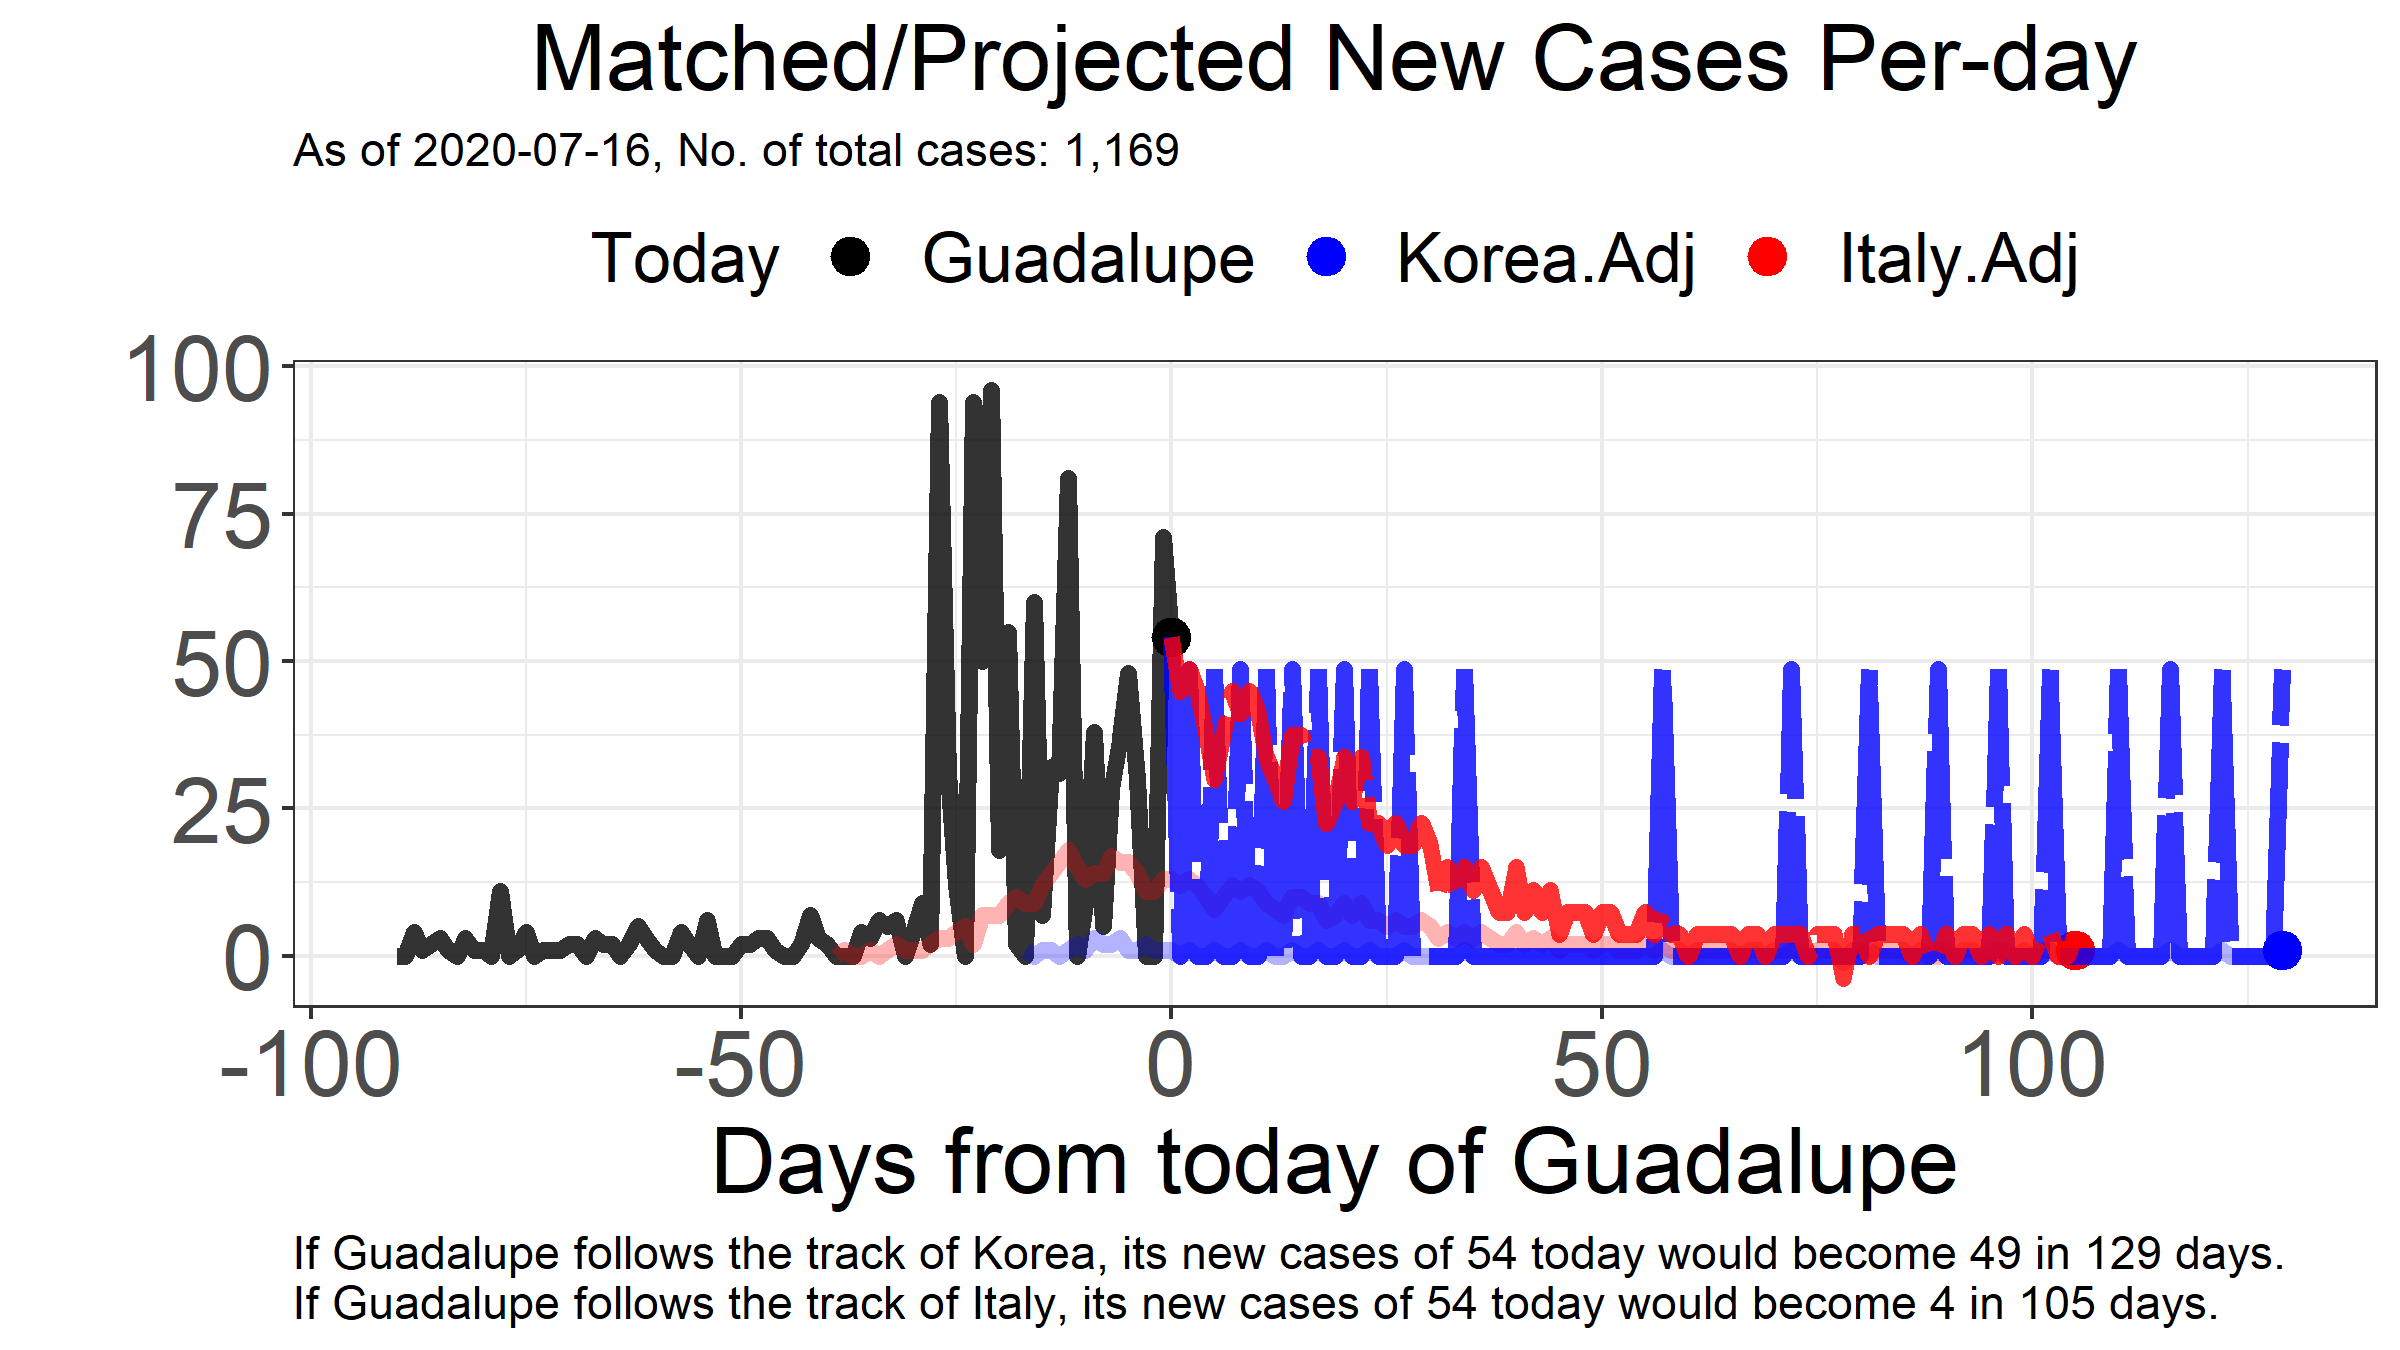 Matched/Projected New Cases Per-day
As of 2020-07-16, No. of total cases: 1,169
Today Guadalupe Korea.Adj Italy.Adj
100
75
50
25
0
-100 -50 0 50 100
Days from today of Guadalupe
If Guadalupe follows the track of Korea, its new cases of 54 today would become 49 in 129 days.
If Guadalupe follows the track of Italy, its new cases of 54 today would become 4 in 105 days.